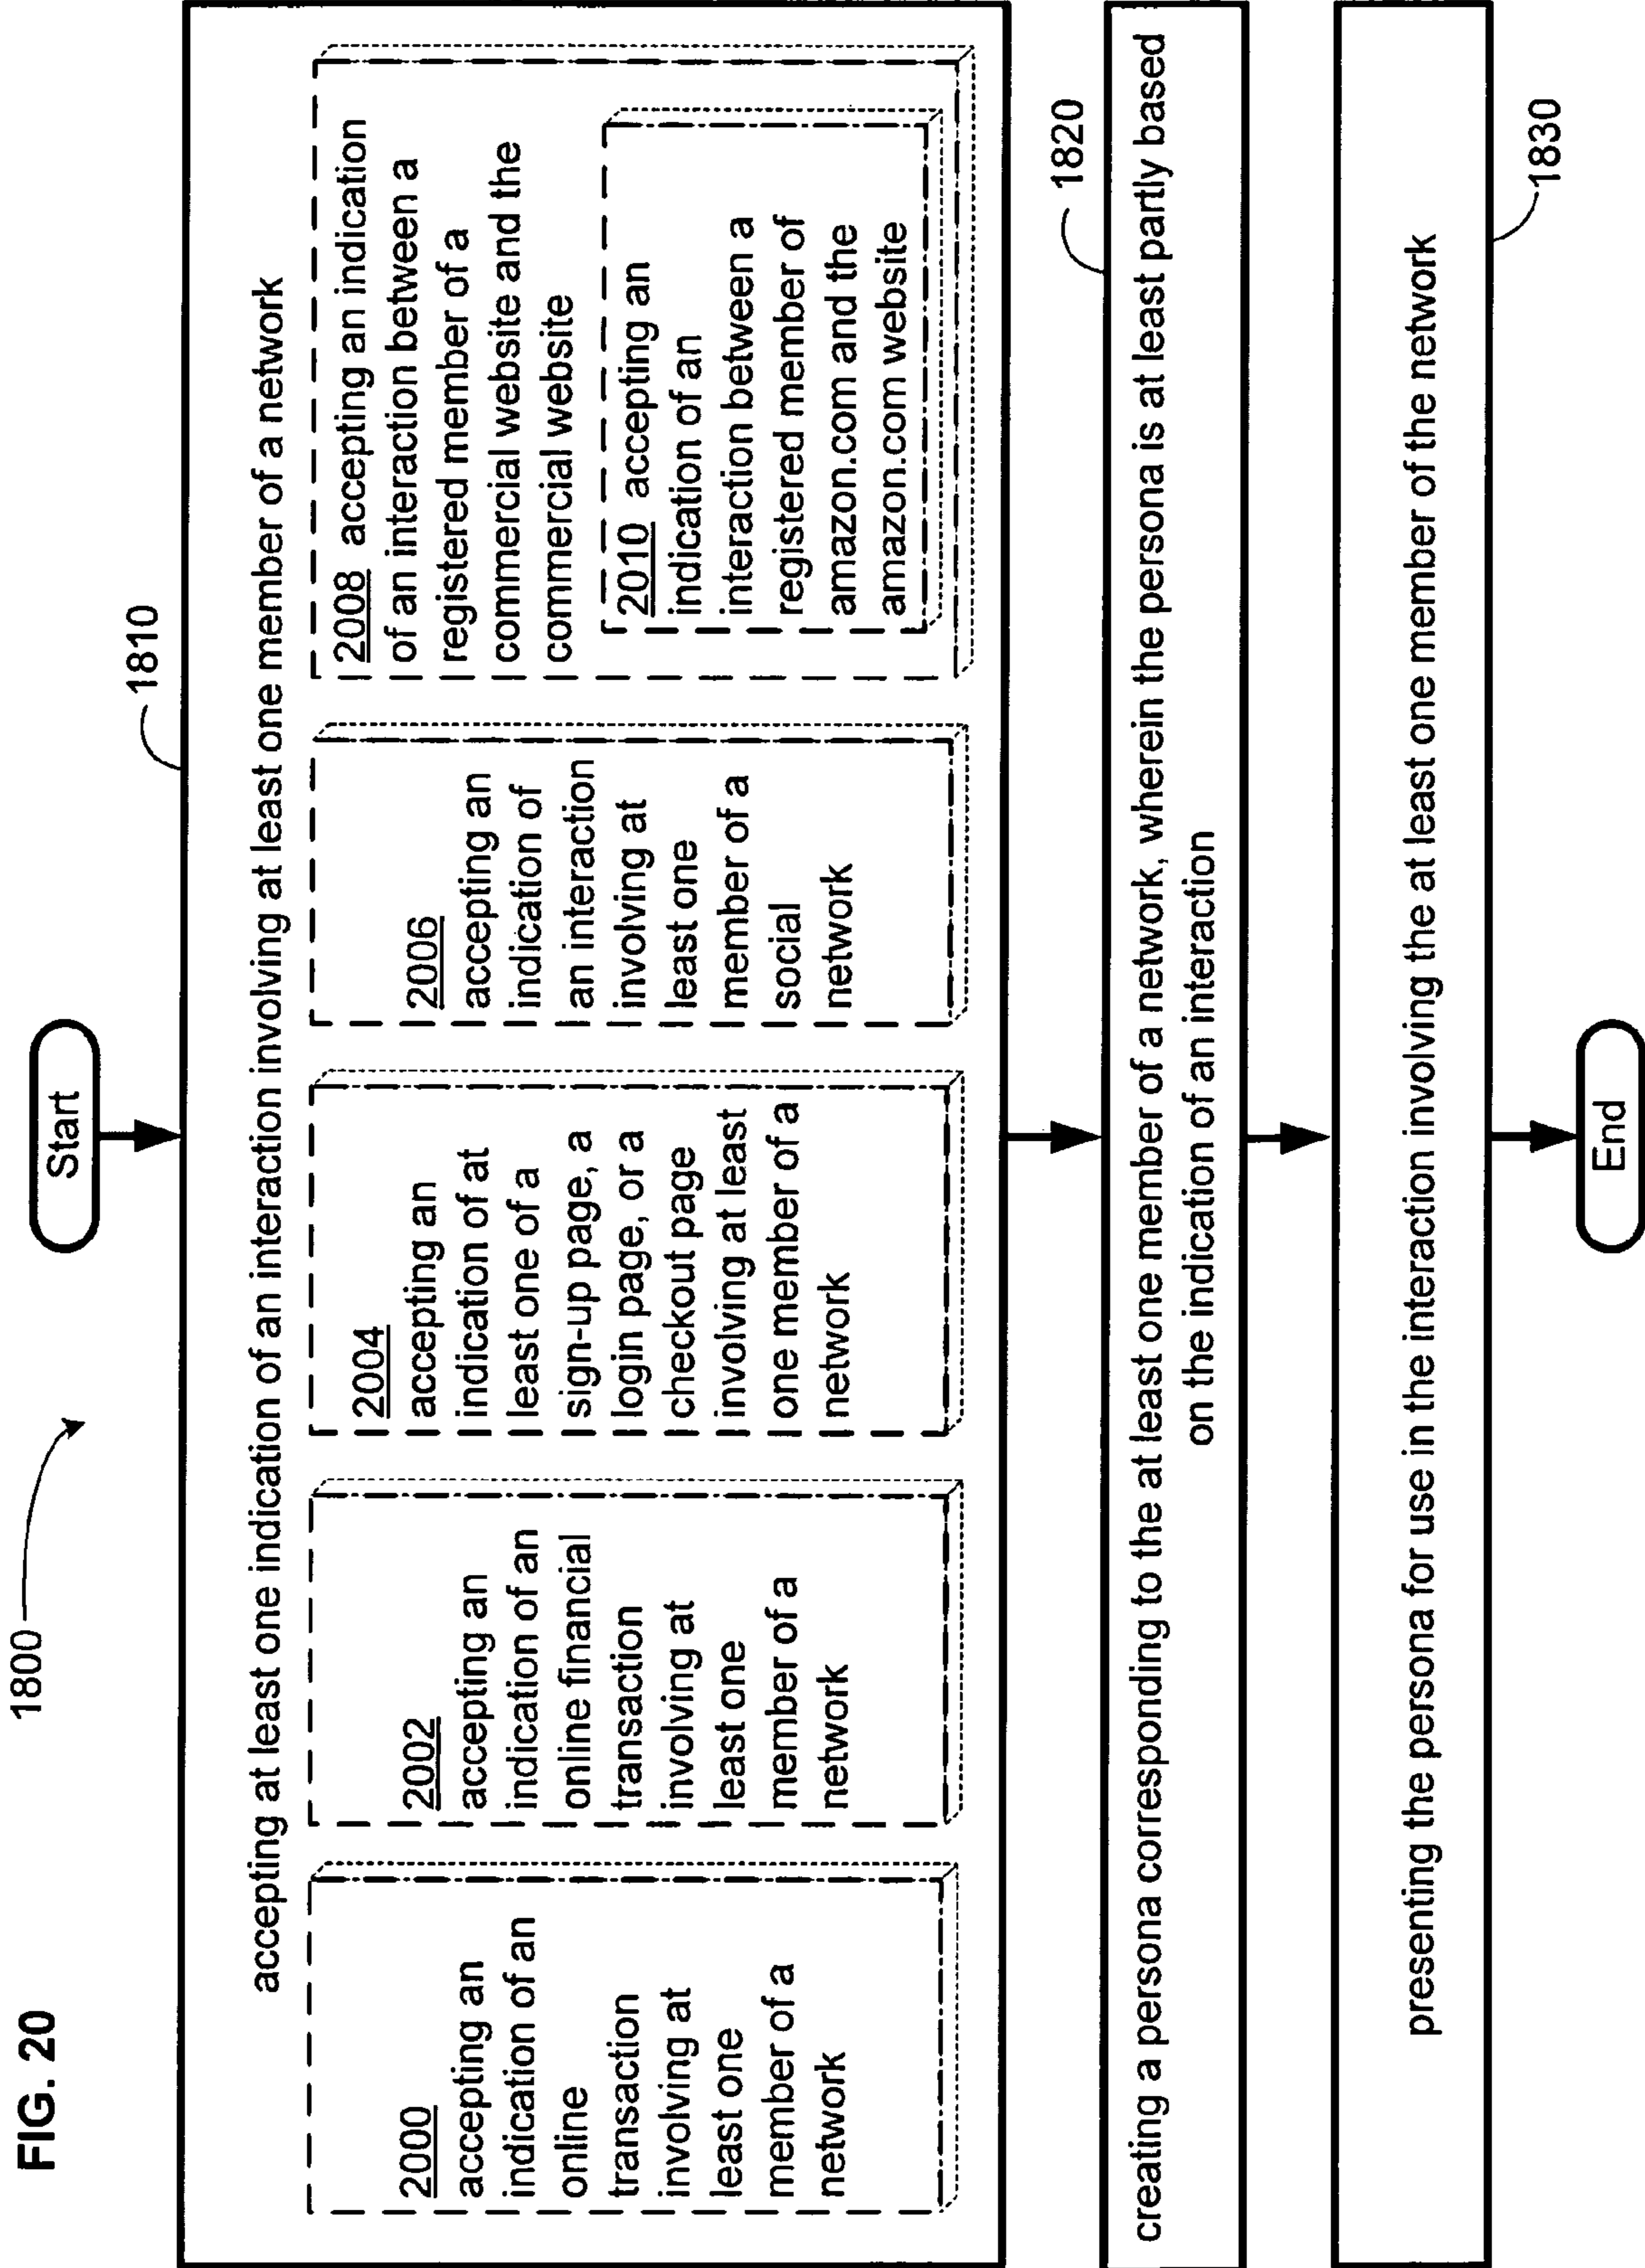 FIG. 20
1800
Start
1810
accepting at least one indication of an interaction involving at least one member of a network
2000
accepting an
indication of an
online
transaction
involving at
least one
member of a
network
2002
accepting an
indication of an
online financial
transaction
involving at
least one
member of a
network
2004
accepting an
indication of at
least one of a
sign-up page, a
login page, or a
checkout page
involving at least
one member of a
network
2006
accepting an
indication of
an interaction
involving at
least one
member of a
social
network
2008 accepting an indication
of an interaction between a
registered member of a
commercial website and the
commercial website
2010 accepting an
indication of an
interaction between a
registered member of
amazon.com and the
amazon.com website
1820
creating a persona corresponding to the at least one member of a network, wherein the persona is at least partly based
on the indication of an interaction
1830
presenting the persona for use in the interaction involving the at least one member of the network
End